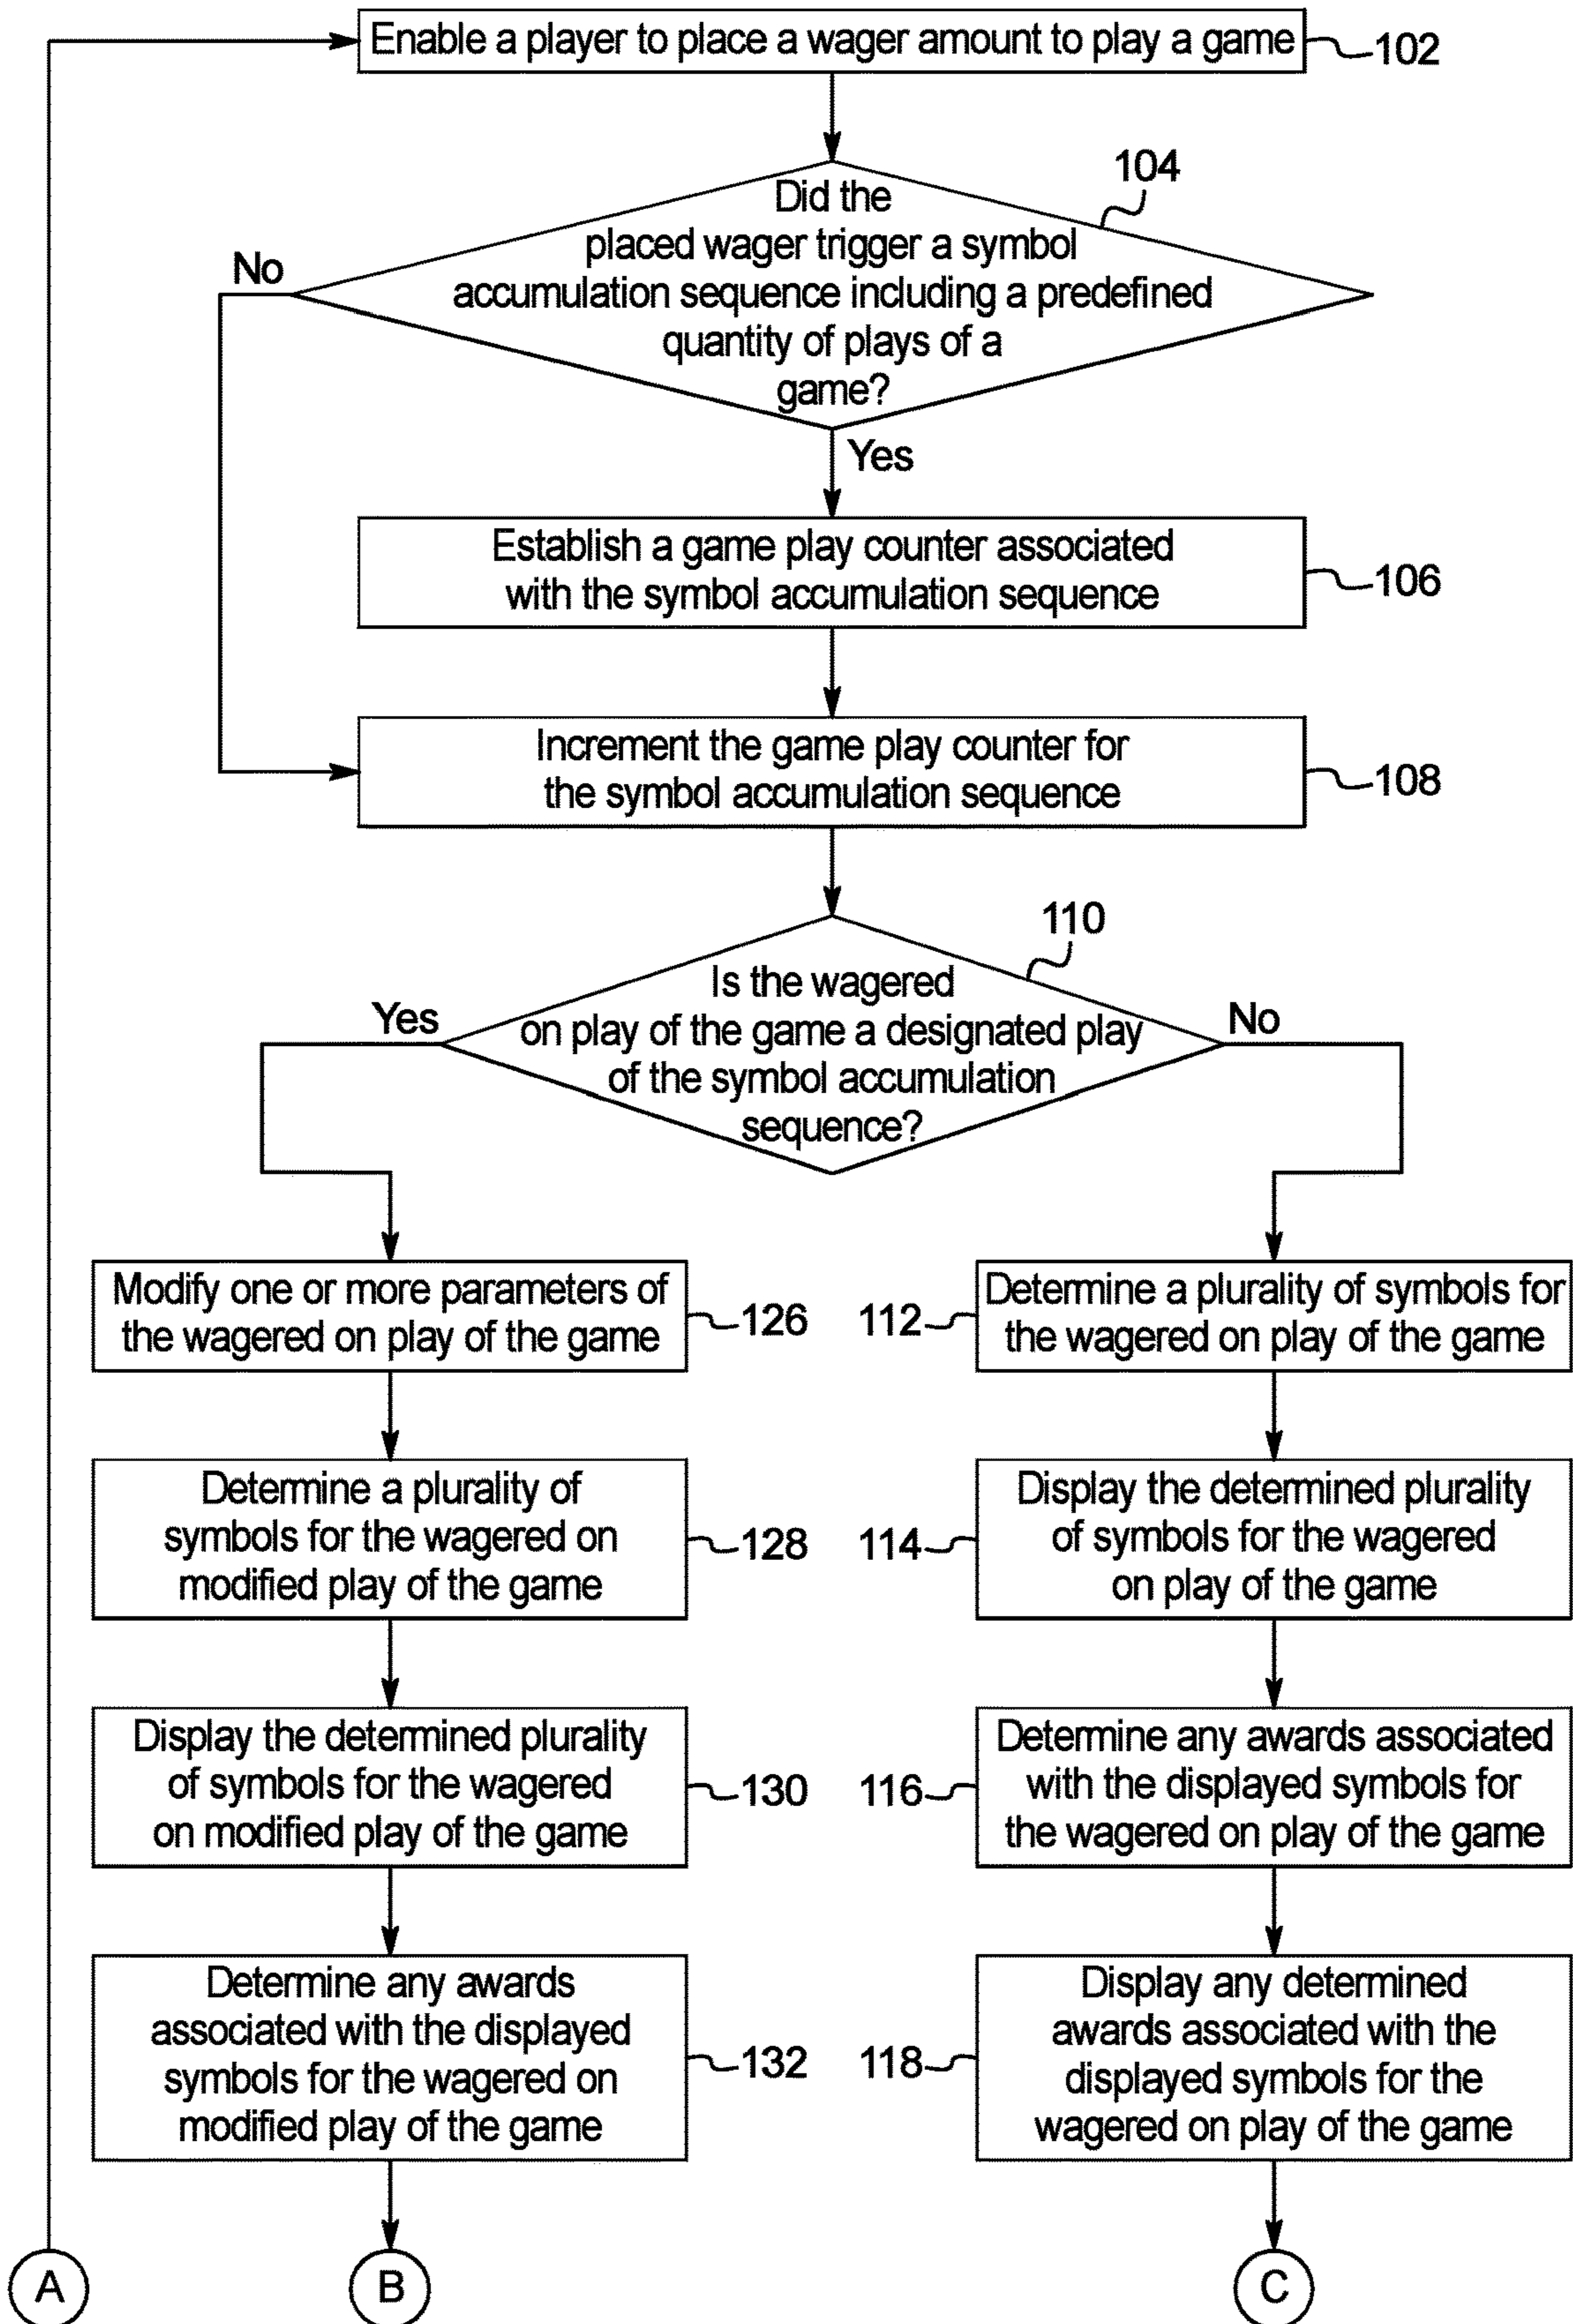 Enable a player to place a wager amount to play a game
102
104
Did the
placed wager trigger a symbol
accumulation sequence including a predefined
quantity of plays of a
game?
No
Yes
Establish a game play counter associated
with the symbol accumulation sequence
106
Increment the game play counter for
the symbol accumulation sequence
108
110
Is the wagered
on play of the game a designated play
of the symbol accumulation
sequence?
Yes
No
Modify one or more parameters of
the wagered on play of the game
126
112
Determine a plurality of symbols for
the wagered on play of the game
Determine a plurality of
symbols for the wagered on
modified play of the game
128
114
Display the determined plurality
of symbols for the wagered
on play of the game
Display the determined plurality
of symbols for the wagered
on modified play of the game
130
116
Determine any awards associated
with the displayed symbols for
the wagered on play of the game
Determine any awards
associated with the displayed
symbols for the wagered on
modified play of the game
132
118
Display any determined
awards associated with the
displayed symbols for the
wagered on play of the game
A
B
C